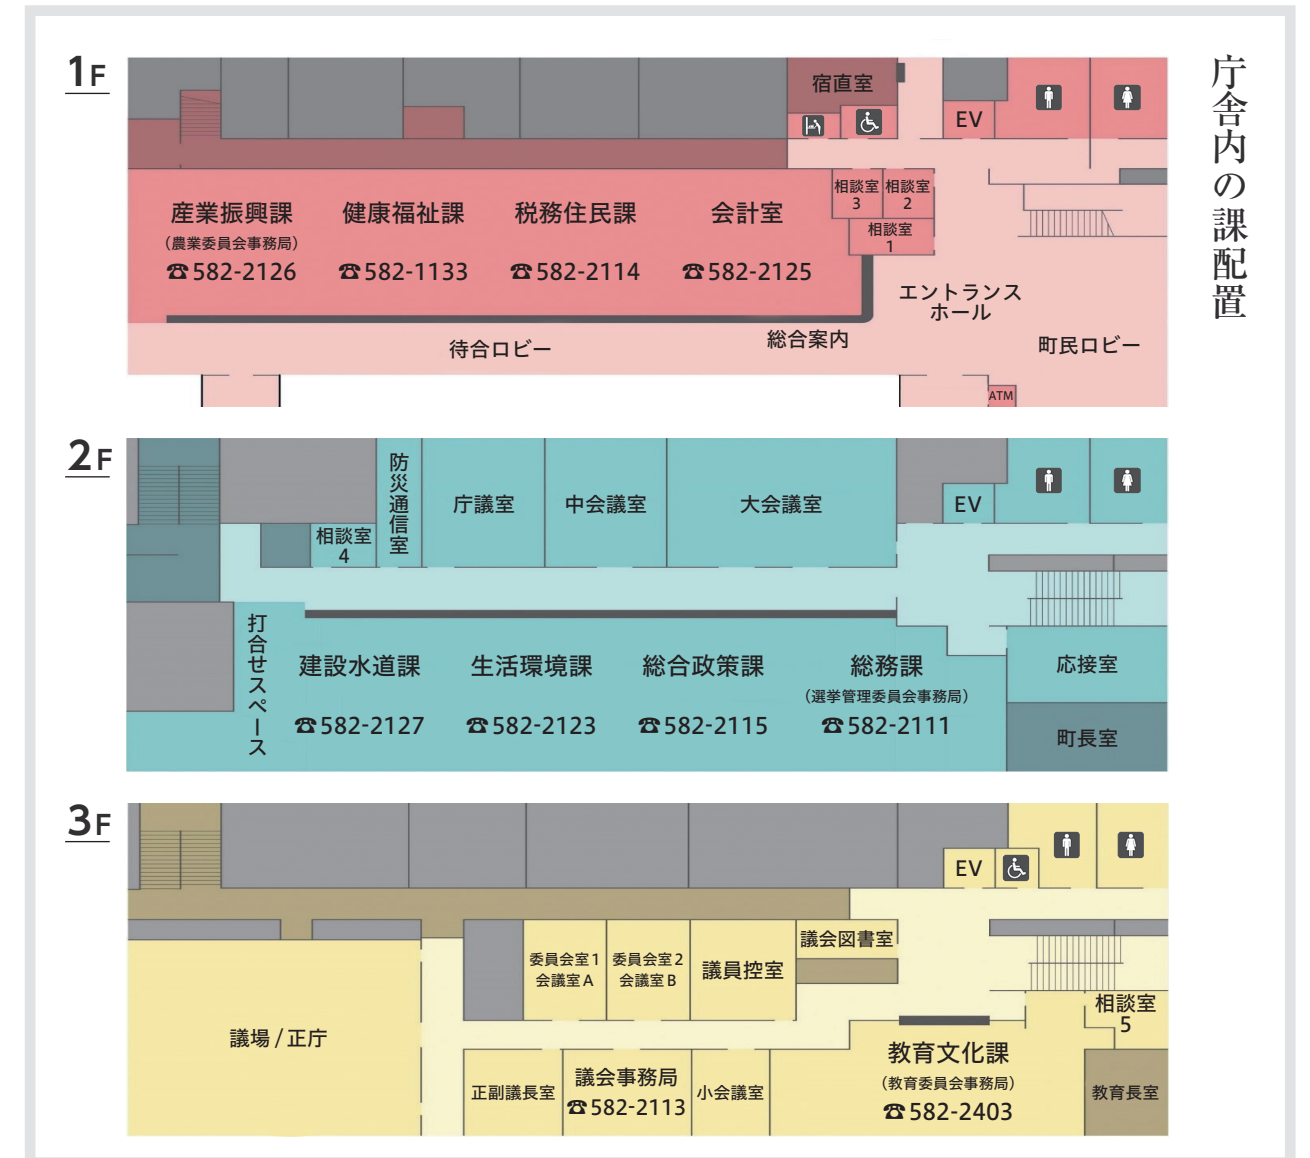 庁舎内の課配置
1F
宿直室
EV
産業振興課
(農業委員会事務局)
☎582-2126
健康福祉課
☎582-1133
税務住民課
☎582-2114
会計室
☎582-2125
相談室
3
相談室
2
相談室
1
エントランス
ホール
待合ロビー
総合案内
町民ロビー
ATM
2F
相談室
4
防災通信室
庁議室
中会議室
大会議室
EV
打合せスペース
建設水道課
☎582-2127
生活環境課
☎582-2123
総合政策課
☎582-2115
総務課
(選挙管理委員会事務局)
☎582-2111
応接室
町長室
3F
EV
議場/正庁
委員会室1
会議室A
委員会室2
会議室B
議員控室
議会図書室
相談室
5
正副議長室
議会事務局
☎582-2113
小会議室
教育文化課
(教育委員会事務局)
☎582-2403
教育長室